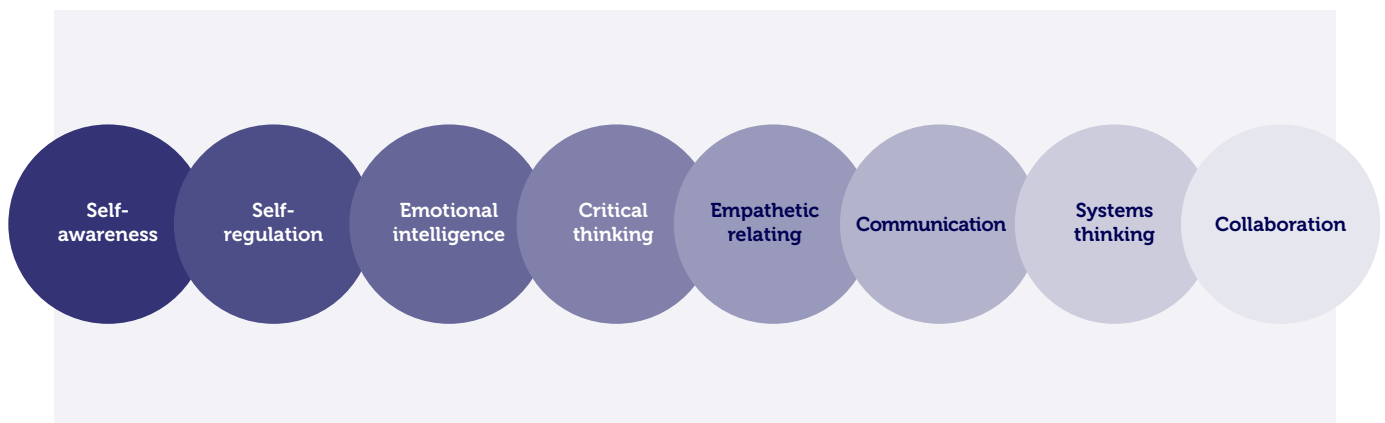 Self-
awareness
Self-
regulation
Emotional
intelligence
Critical
thinking
Empathetic
relating
Communication
Systems
thinking
Collaboration